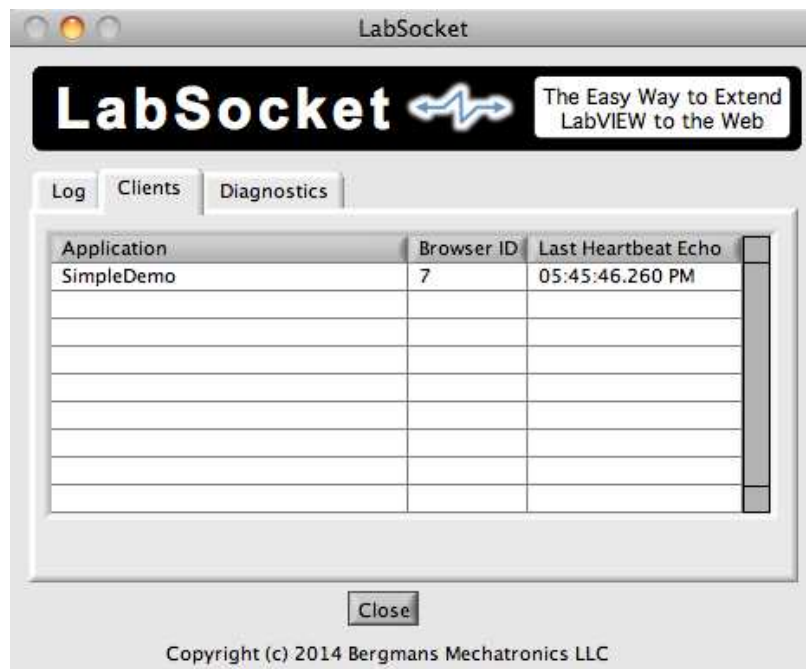 LabSocket
LabSocket
The Easy Way to Extend
LabVIEW to the Web
Log Clients Diagnostics
Application Browser ID Last Heartbeat Echo
SimpleDemo 7 05:45:46.260 PM
Close
Copyright (c) 2014 Bergmans Mechatronics LLC